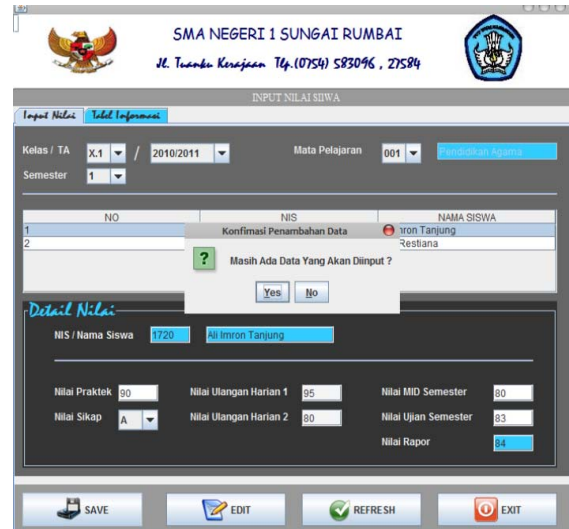 SMA NEGERI 1 SUNGAI RUMBAI
Jl. Tuanku Kerajaan Tlp.(0754) 583096 , 27584
INPUT NILAI SIIWA
Input Nilai Tabel Informasi
Kelas / TA X.1 / 2010/2011 Mata Pelajaran 001 Pendidikan Agama
Semester 1
NO NIS NAMA SISWA
1 Imron Tanjung
2 Restiana
Konfimasi Penambahan Data
? Masih Ada Data Yang Akan Diinput ?
Yes No
Detail Nilai
NIS / Nama Siswa 1720 Ali Imron Tanjung
Nilai Praktek 90 Nilai Ulangan Harian 1 95 Nilai MID Semester 80
Nilai Sikap A Nilai Ulangan Harian 2 80 Nilai Ujian Semester 83
Nilai Rapor 84
SAVE EDIT REFRESH EXIT